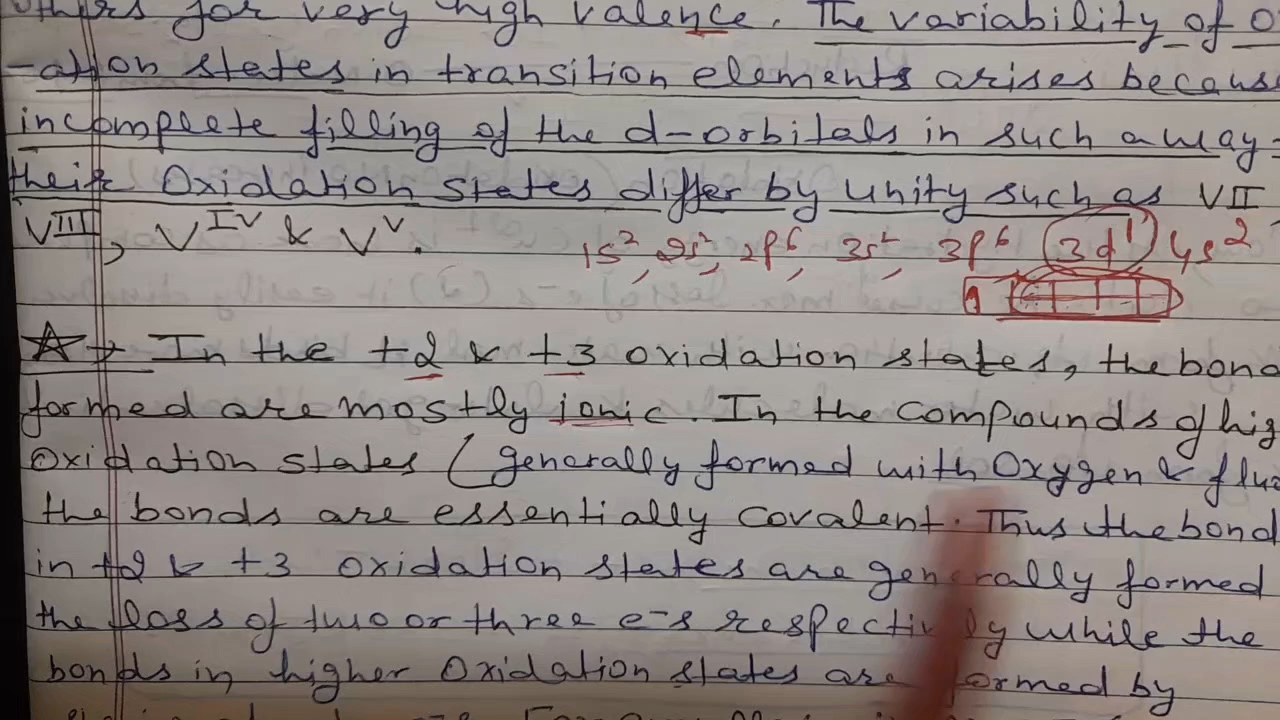 for very high valence. The variability of
-ation states in transition elements arises becaus
incomplete filling of the d-orbitals in such a way-
their Oxidation states differ by unity such as VII
VIII, VIV & VV.
1s2, 2s2, 2p6, 3s2, 3p6 3d1 4s2
1
☆→ In the +2 & +3 oxidation states, the bond
formed are mostly ionic. In the compounds of hig
Oxidation states (generally formed with Oxygen & flu
the bonds are essentially covalent. Thus the bond
in +2 & +3 oxidation states are generally formed
the loss of two or three e-s respectively while the
bonds in higher Oxidation states are formed by